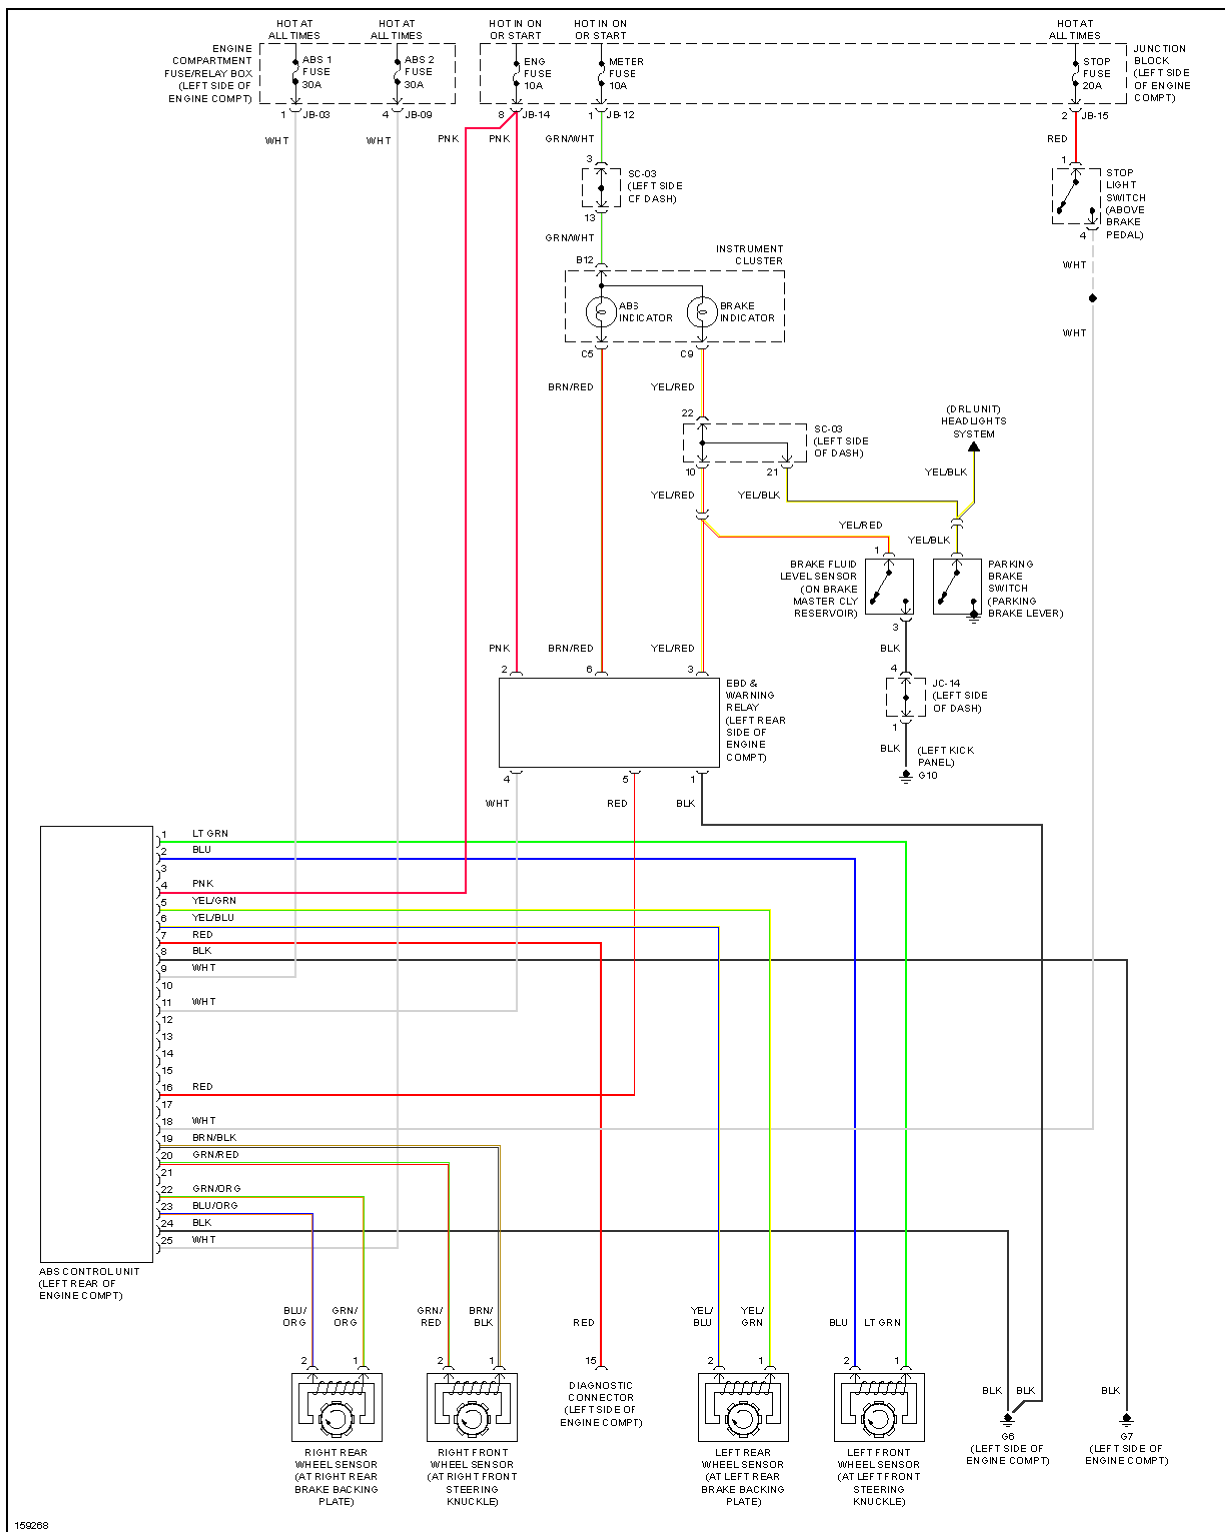 HOT AT
ALL TIMES
HOT AT
ALL TIMES
HOT IN ON
OR START
HOT IN ON
OR START
HOT AT
ALL TIMES
ENGINE
COMPARTMENT
FUSE/RELAY BOX
(LEFT SIDE OF
ENGINE COMPT)
ABS 1
FUSE
30A
ABS 2
FUSE
30A
ENG
FUSE
10A
METER
FUSE
10A
STOP
FUSE
20A
JUNCTION
BLOCK
(LEFT SIDE
OF ENGINE
COMPT)
1 JB-03
4 JB-09
8 JB-14
1 JB-12
2 JB-15
WHT
WHT
PNK
PNK
GRN/WHT
RED
3
SC-03
(LEFT SIDE
OF DASH)
13
1
STOP
LIGHT
SWITCH
(ABOVE
BRAKE
PEDAL)
4
GRN/WHT
B12
INSTRUMENT
CLUSTER
WHT
ABS
INDICATOR
BRAKE
INDICATOR
WHT
C5
C9
BRN/RED
YEL/RED
22
SC-03
(LEFT SIDE
OF DASH)
10
21
(DRL UNIT)
HEADLIGHTS
SYSTEM
YEL/BLK
YEL/RED
YEL/BLK
YEL/RED
YEL/BLK
1
BRAKE FLUID
LEVEL SENSOR
(ON BRAKE
MASTER CLY
RESERVOIR)
PARKING
BRAKE
SWITCH
(PARKING
BRAKE LEVER)
3
BLK
4
JC-14
(LEFT SIDE
OF DASH)
1
BLK
(LEFT KICK
PANEL)
G10
PNK
BRN/RED
YEL/RED
2
6
3
EBD &
WARNING
RELAY
(LEFT REAR
SIDE OF
ENGINE
COMPT)
4
5
1
WHT
RED
BLK
1 LT GRN
2 BLU
3
4 PNK
5 YEL/GRN
6 YEL/BLU
7 RED
8 BLK
9 WHT
10
11 WHT
12
13
14
15
16 RED
17
18 WHT
19 BRN/BLK
20 GRN/RED
21
22 GRN/ORG
23 BLU/ORG
24 BLK
25 WHT
ABS CONTROL UNIT
(LEFT REAR OF
ENGINE COMPT)
BLU/
ORG
GRN/
ORG
GRN/
RED
BRN/
BLK
RED
YEL/
BLU
YEL/
GRN
BLU
LT GRN
2
1
2
1
15
2
1
2
1
BLK
BLK
BLK
RIGHT REAR
WHEEL SENSOR
(AT RIGHT REAR
BRAKE BACKING
PLATE)
RIGHT FRONT
WHEEL SENSOR
(AT RIGHT FRONT
STEERING
KNUCKLE)
DIAGNOSTIC
CONNECTOR
(LEFT SIDE OF
ENGINE COMPT)
LEFT REAR
WHEEL SENSOR
(AT LEFT REAR
BRAKE BACKING
PLATE)
LEFT FRONT
WHEEL SENSOR
(AT LEFT FRONT
STEERING
KNUCKLE)
G6
(LEFT SIDE OF
ENGINE COMPT)
G7
(LEFT SIDE OF
ENGINE COMPT)
159268